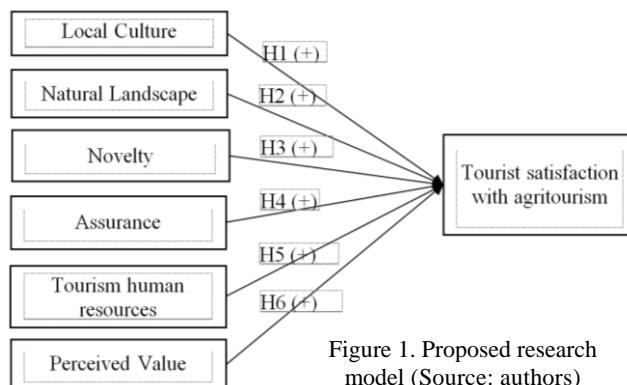 Local Culture
H1 (+)
Natural Landscape
H2 (+)
Novelty
H3 (+)
Tourist satisfaction
with agritourism
Assurance
H4 (+)
Tourism human
resources
H5 (+)
H6 (+)
Perceived Value
Figure 1. Proposed research
model (Source: authors)